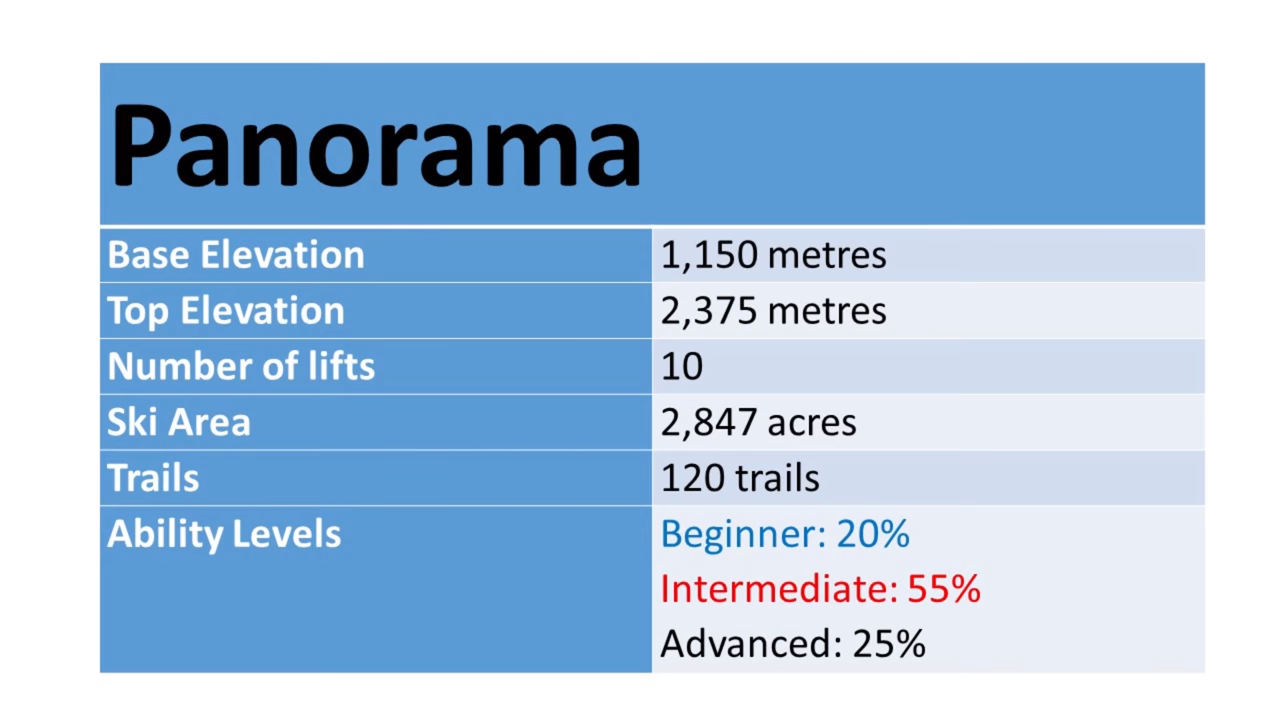 Panorama
Base Elevation 1,150 metres
Top Elevation 2,375 metres
Number of lifts 10
Ski Area 2,847 acres
Trails 120 trails
Ability Levels Beginner: 20%
Intermediate: 55%
Advanced: 25%